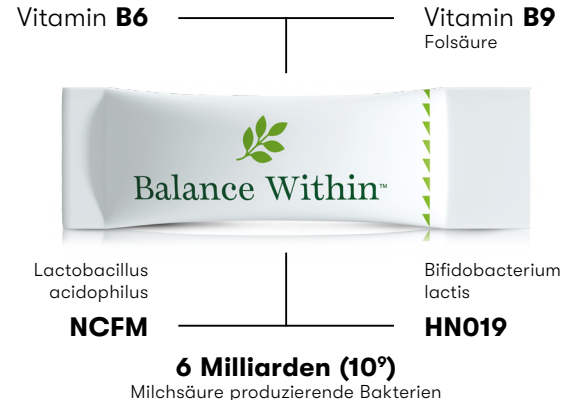 Vitamin B6
Vitamin B9
Folsäure
Balance Within™
Lactobacillus
acidophilus
NCFM
Bifidobacterium
lactis
HN019
6 Milliarden (10⁹)
Milchsäure produzierende Bakterien